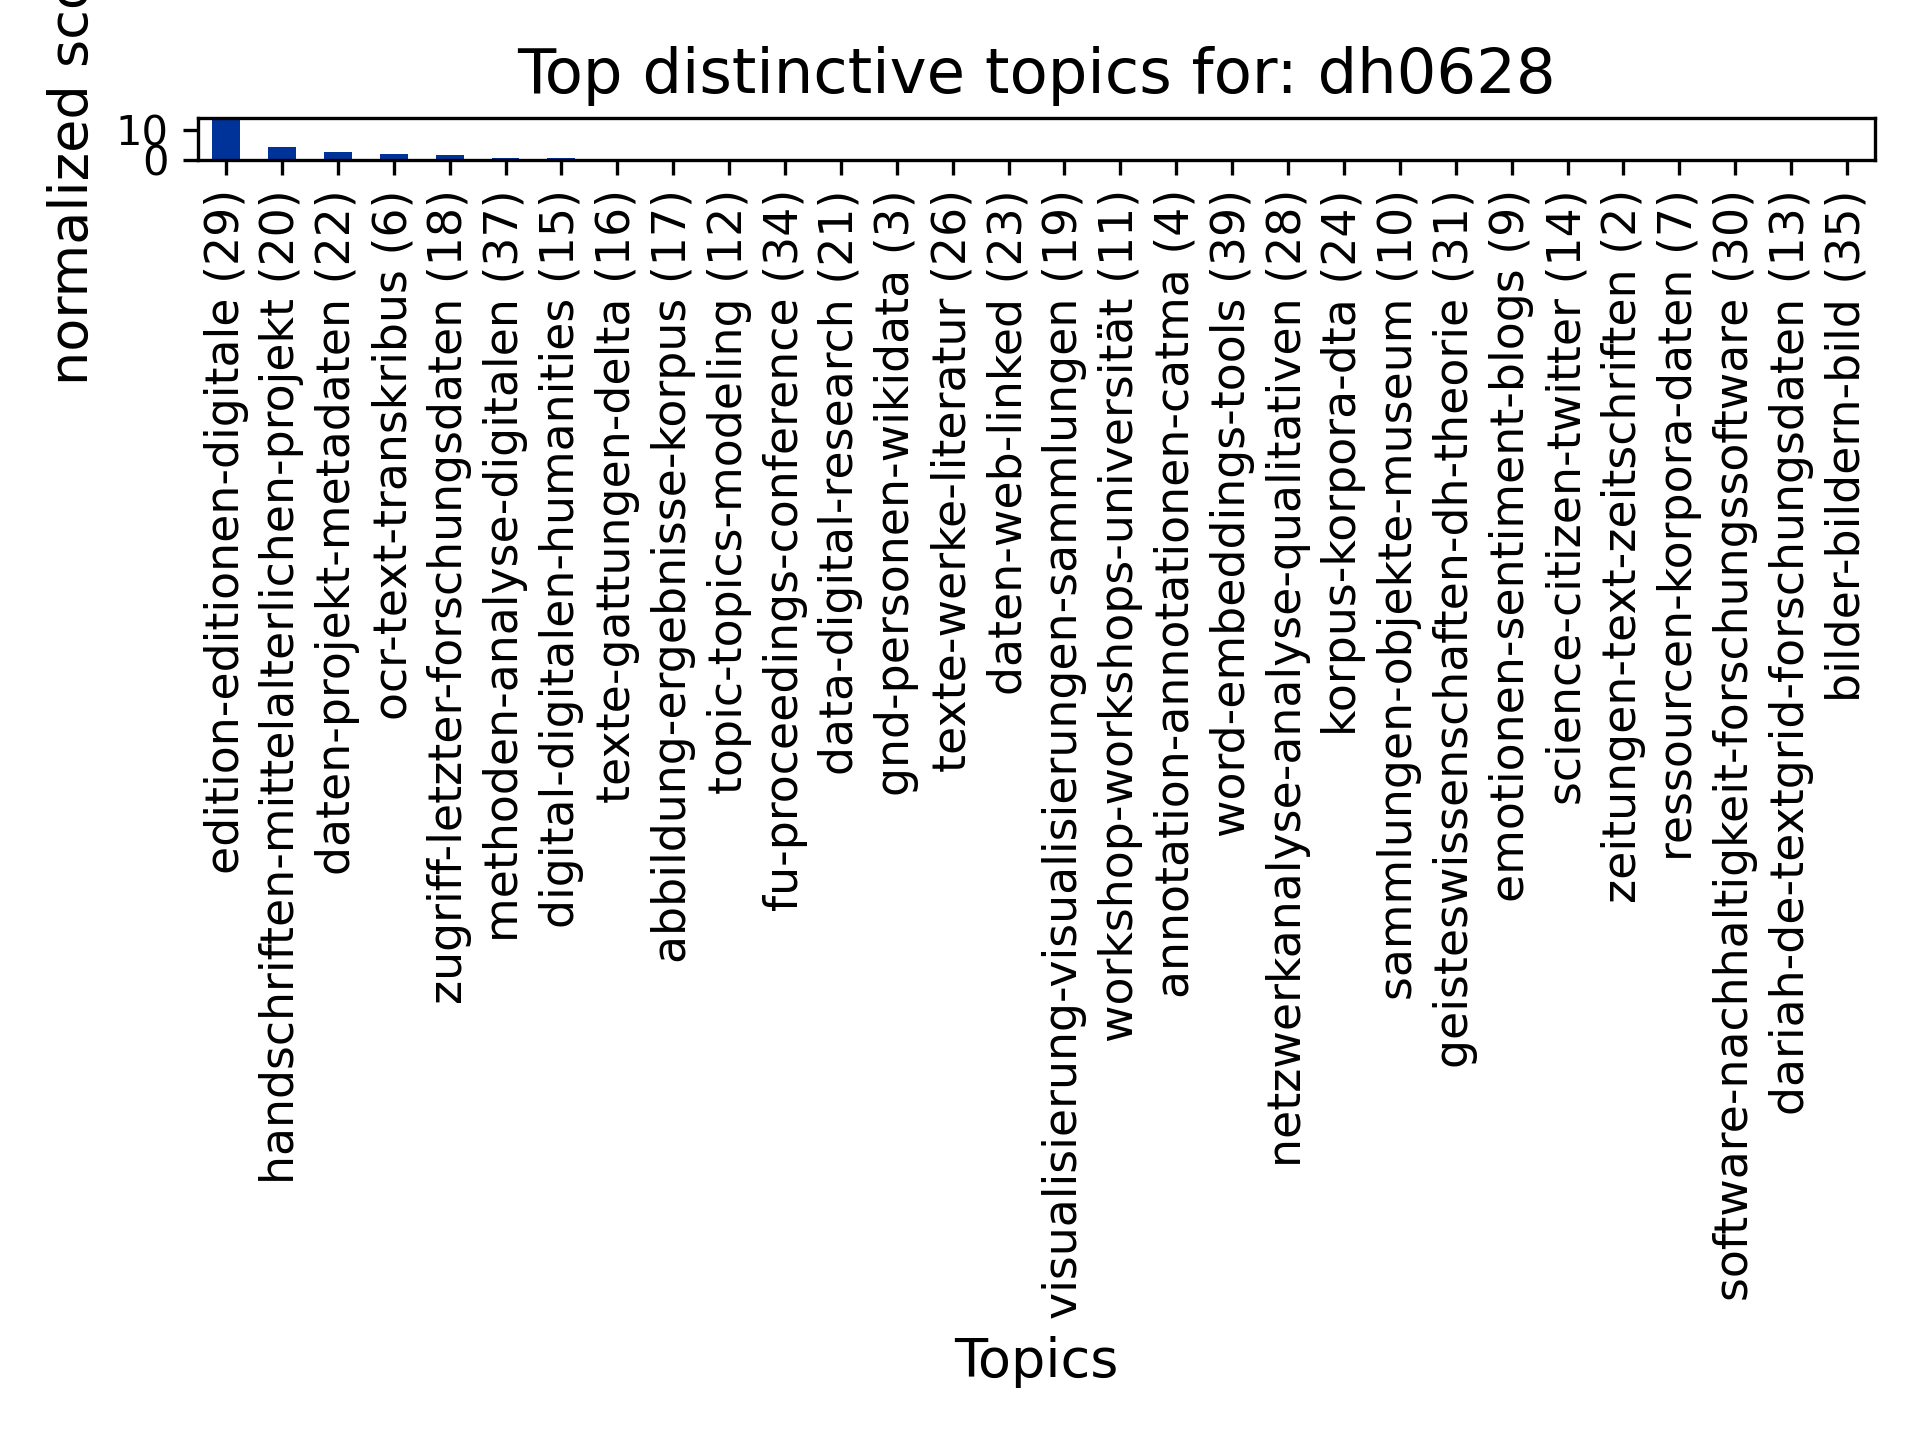 Top distinctive topics for: dh0628
normalized sco
10
0
edition-editionen-digitale (29)
handschriften-mittelalterlichen-projekt (20)
daten-projekt-metadaten (22)
ocr-text-transkribus (6)
zugriff-letzter-forschungsdaten (18)
methoden-analyse-digitalen (37)
digital-digitalen-humanities (15)
texte-gattungen-delta (16)
abbildung-ergebnisse-korpus (17)
topic-topics-modeling (12)
fu-proceedings-conference (34)
data-digital-research (21)
gnd-personen-wikidata (3)
texte-werke-literatur (26)
daten-web-linked (23)
visualisierung-visualisierungen-sammlungen (19)
workshop-workshops-universität (11)
annotation-annotationen-catma (4)
word-embeddings-tools (39)
netzwerkanalyse-analyse-qualitativen (28)
korpus-korpora-dta (24)
sammlungen-objekte-museum (10)
geisteswissenschaften-dh-theorie (31)
emotionen-sentiment-blogs (9)
science-citizen-twitter (14)
zeitungen-text-zeitschriften (2)
ressourcen-korpora-daten (7)
software-nachhaltigkeit-forschungssoftware (30)
dariah-de-textgrid-forschungsdaten (13)
bilder-bildern-bild (35)
Topics